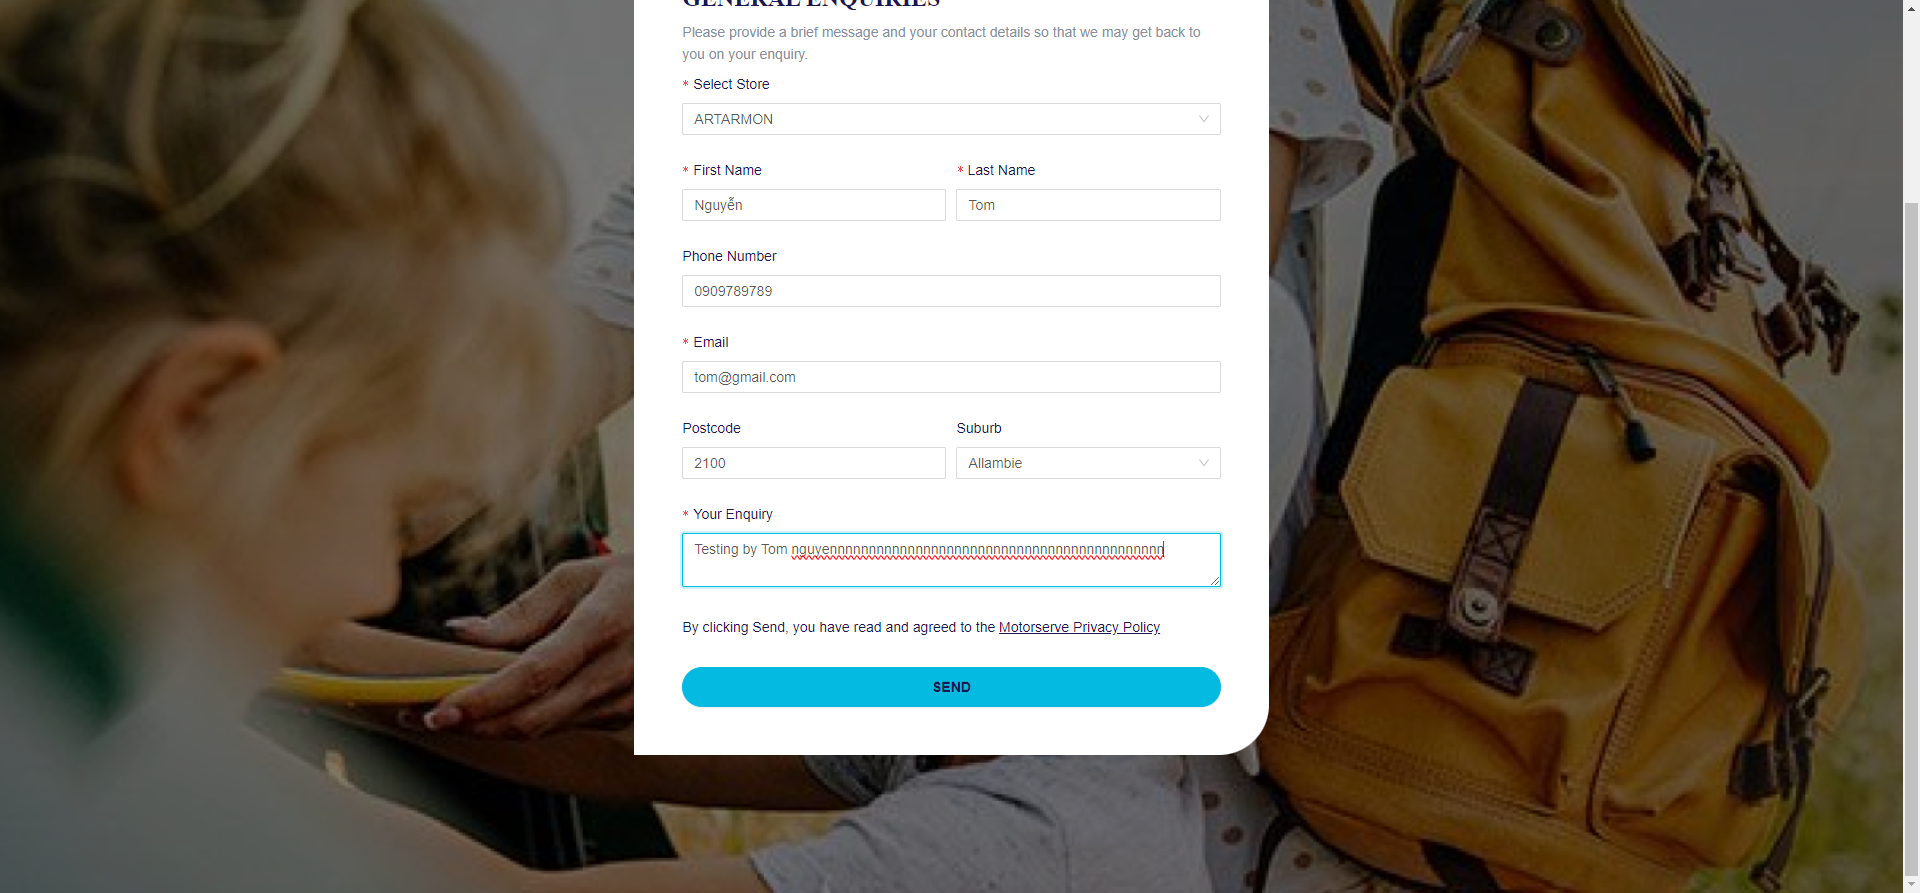 GENERAL ENQUIRIES
Please provide a brief message and your contact details so that we may get back to
you on your enquiry.
* Select Store
ARTARMON
* First Name
* Last Name
Nguyễn
Tom
Phone Number
0909789789
* Email
tom@gmail.com
Postcode
Suburb
2100
Allambie
* Your Enquiry
Testing by Tom nguyennnnnnnnnnnnnnnnnnnnnnnnnnnnnnnnnnnnnnnnnnn
By clicking Send, you have read and agreed to the Motorserve Privacy Policy
SEND